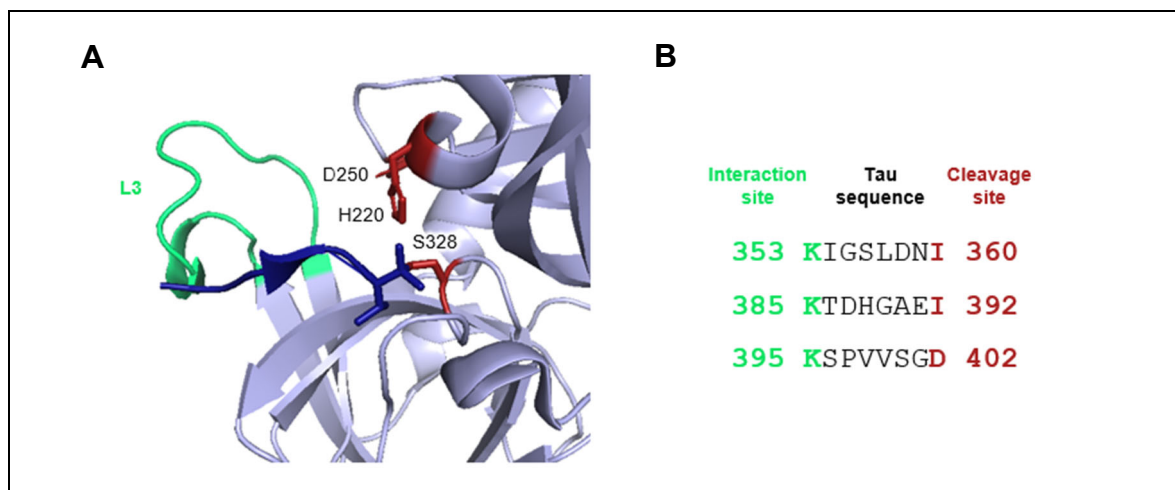 A
L3
D250
H220
S328
B
Interaction site
Tau sequence
Cleavage site
353 KIGSLDNI 360
385 KTDHGAEI 392
395 KSPVVSGD 402